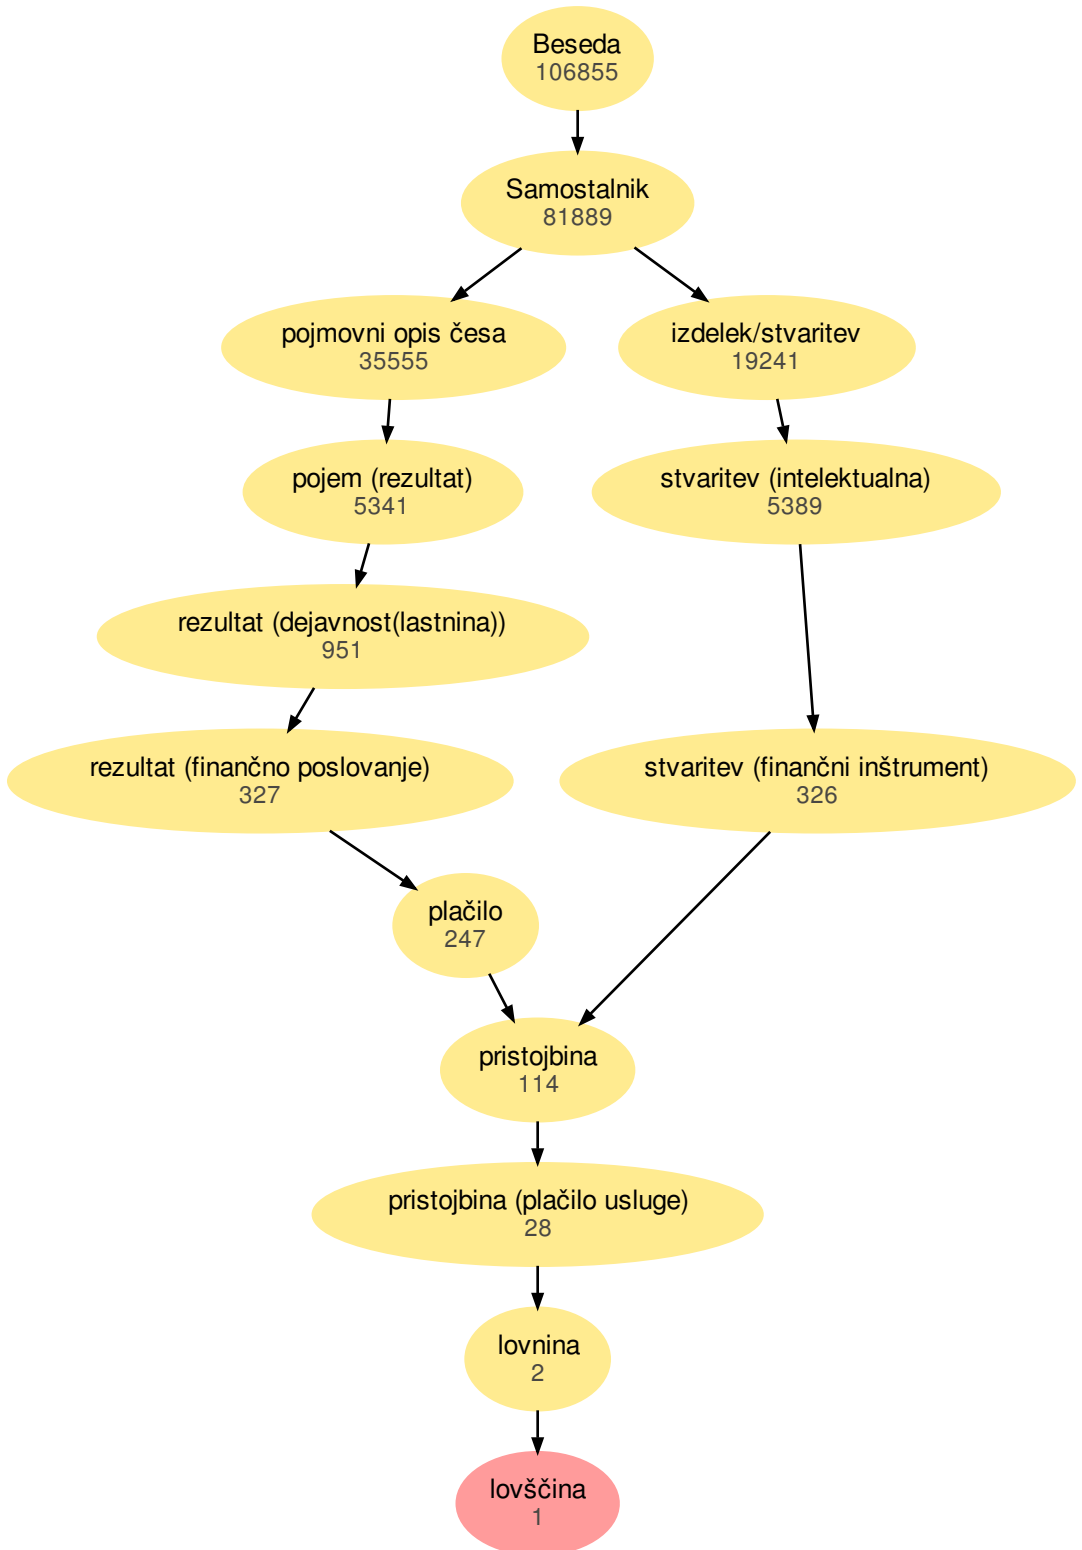 Beseda
106855
Samostalnik
81889
pojmovni opis česa
35555
izdelek/stvaritev
19241
pojem (rezultat)
5341
stvaritev (intelektualna)
5389
rezultat (dejavnost(lastnina))
951
rezultat (finančno poslovanje)
327
stvaritev (finančni inštrument)
326
plačilo
247
pristojbina
114
pristojbina (plačilo usluge)
28
lovnina
2
lovščina
1